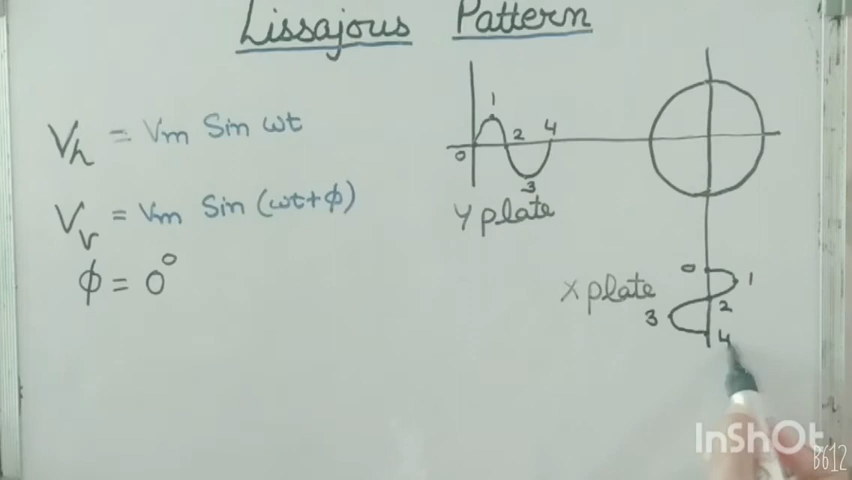 Lissajous Pattern
Vh = Vm Sin ωt
Vv = Vm Sin (ωt+φ)
φ = 0°
0 1 2 3 4
Y plate
X plate
0 1 2 3 4
InShOt
B612